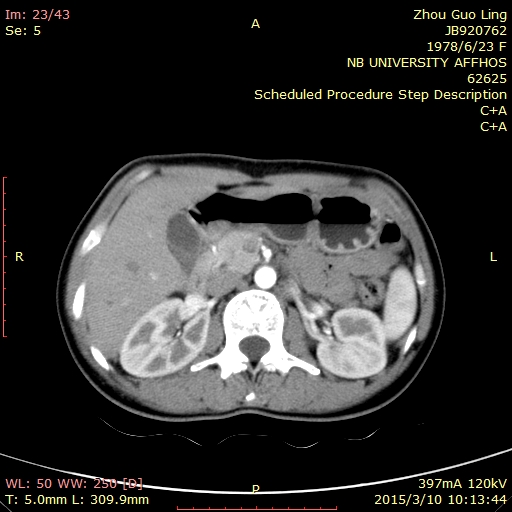 Im: 23/43
Se: 5
A
Zhou Guo Ling
JB920762
1978/6/23 F
NB UNIVERSITY AFFHOS
62625
Scheduled Procedure Step Description
C+A
C+A
R
L
WL: 50 WW: 250 [D]
T: 5.0mm L: 309.9mm
P
397mA 120kV
2015/3/10 10:13:44